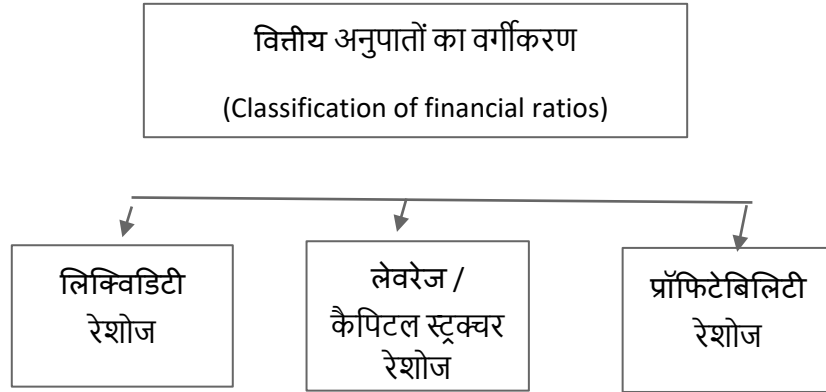 वित्तीय अनुपातों का वर्गीकरण
(Classification of financial ratios)
लिक्विडिटी
रेशोज
लेवरेज /
कैपिटल स्ट्रक्चर
रेशोज
प्रॉफिटेबिलिटी
रेशोज